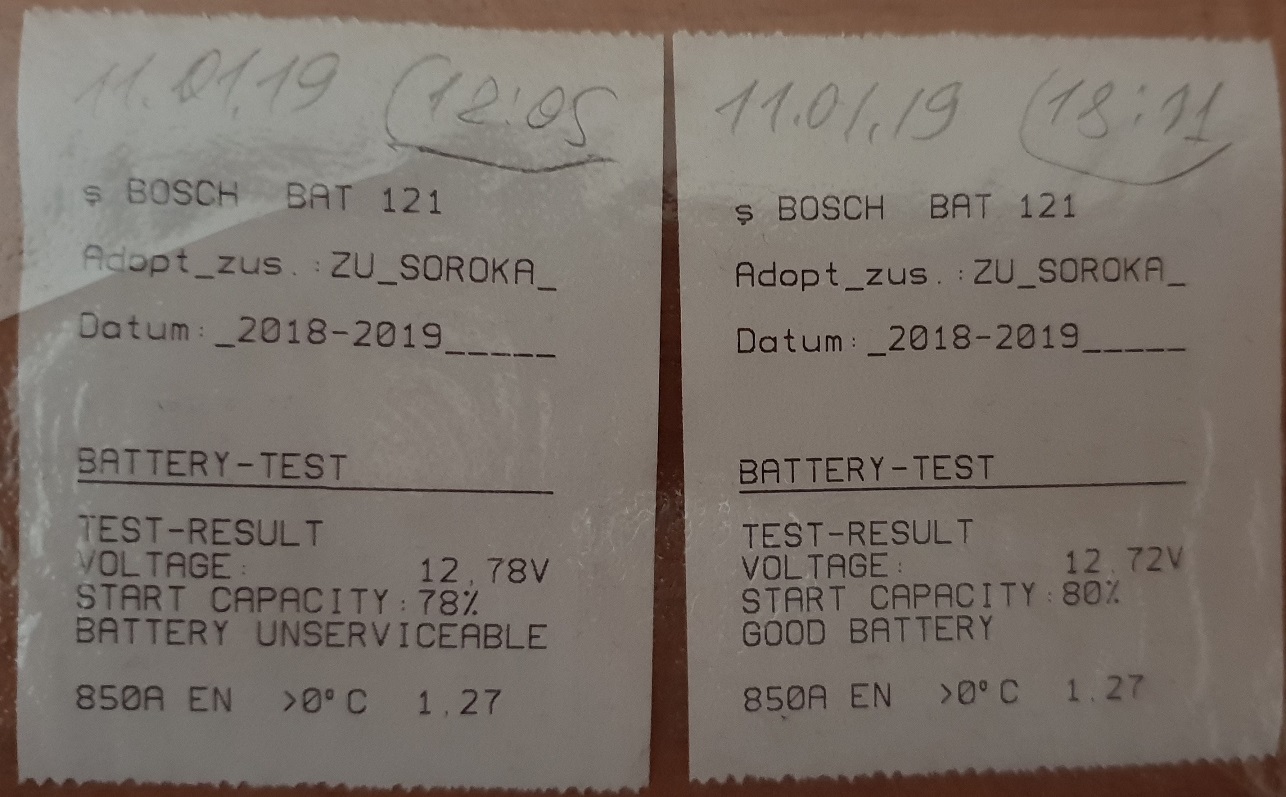 11.01.19 (12:05
ş BOSCH BAT 121
Adopt_zus.:ZU_SOROKA_
Datum:_2018-2019_____
BATTERY-TEST
TEST-RESULT
VOLTAGE: 12.78V
START CAPACITY:78%
BATTERY UNSERVICEABLE
850A EN >0°C 1.27
11.01.19 (18:11
ş BOSCH BAT 121
Adopt_zus.:ZU_SOROKA_
Datum:_2018-2019_____
BATTERY-TEST
TEST-RESULT
VOLTAGE: 12.72V
START CAPACITY:80%
GOOD BATTERY
850A EN >0°C 1.27